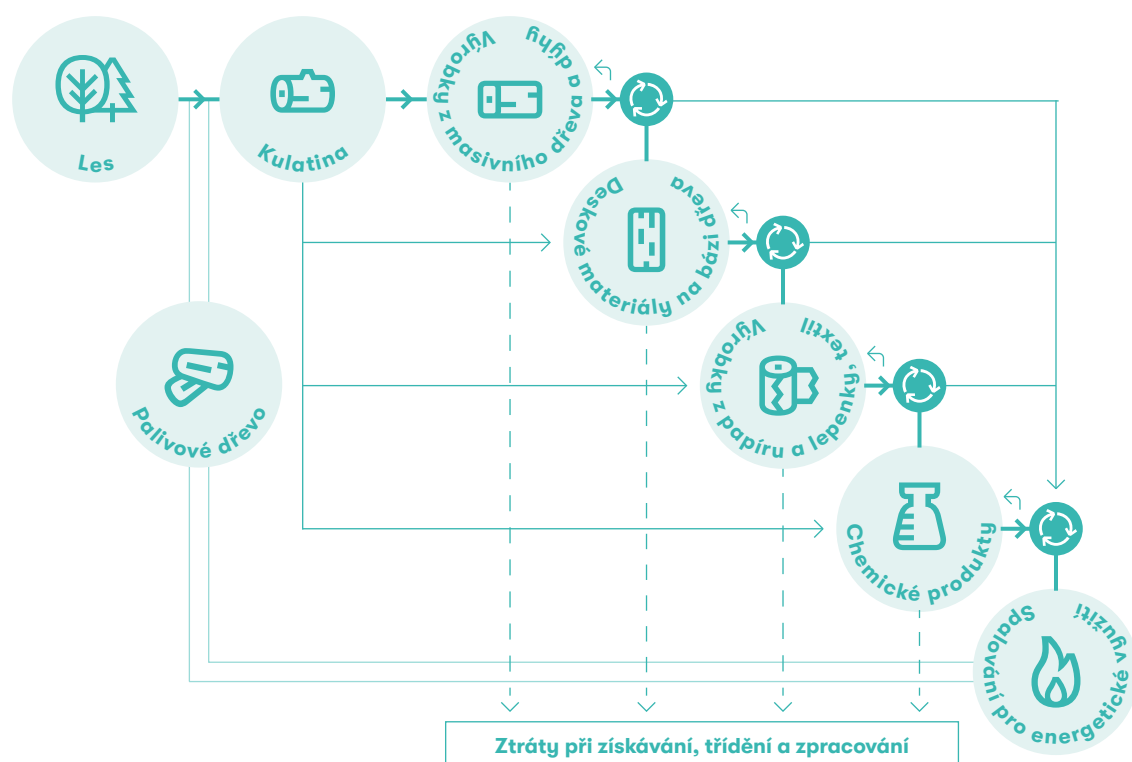 Les
Kulatina
Výrobky z masivního dřeva a dýhy
Deskové materiály na bázi dřeva
Palivové dřevo
Výrobky z papíru a lepenky, textil
Chemické produkty
Spalování pro energetické využití
Ztráty při získávání, třídění a zpracování